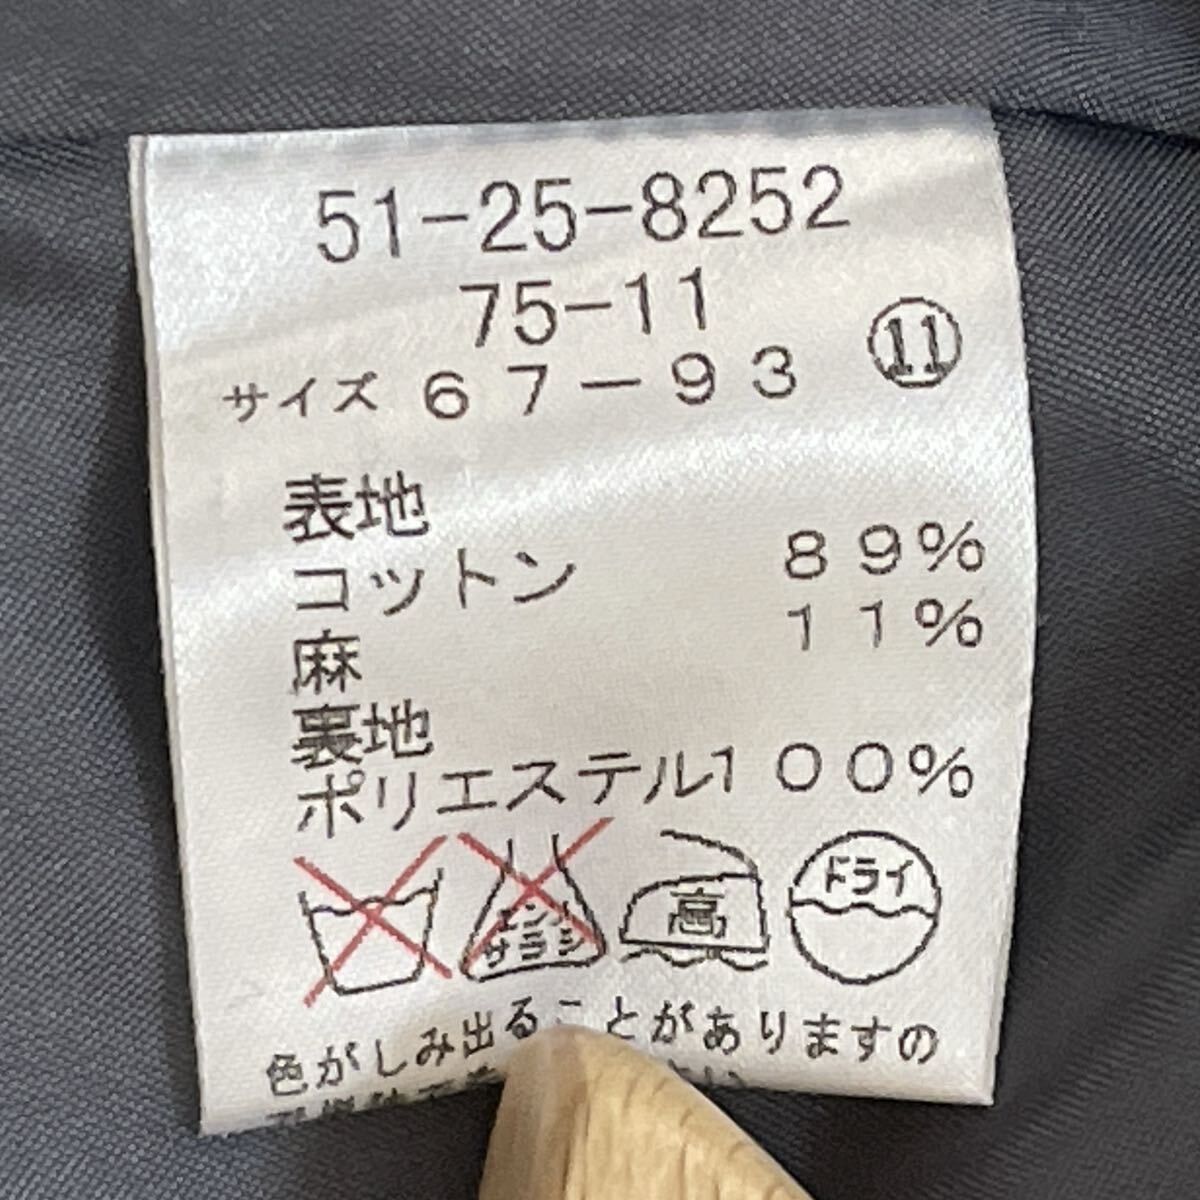 51-25-8252
75-11
サイズ 67-93 ⑪
表地
コットン 89%
麻 11%
裏地
ポリエステル100%
エンソ サラシ 高 ドライ
色がしみ出ることがありますの